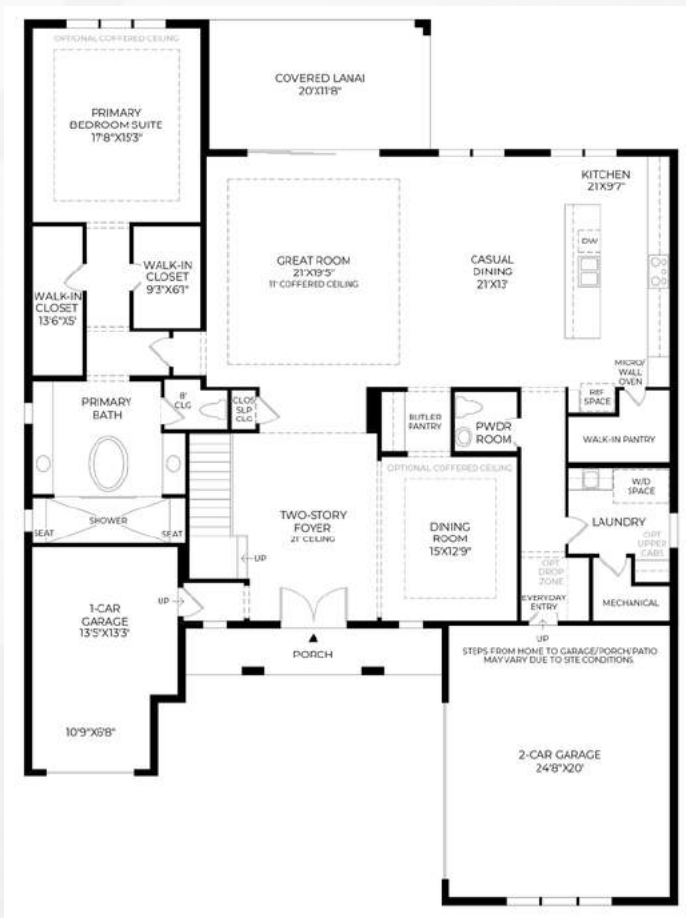 OPTIONAL COFFERED CEILING
PRIMARY
BEDROOM SUITE
17'8"X15'3"
COVERED LANAI
20'X11'8"
KITCHEN
21'X9'7"
GREAT ROOM
21'X19'5"
11' COFFERED CEILING
CASUAL
DINING
21'X13'
DW
WALK-IN
CLOSET
9'3"X6'1"
WALK-IN
CLOSET
13'6"X5'
MICRO/
WALL
OVEN
REF
SPACE
PRIMARY
BATH
8'
CLG
CLOS
SLP
CLG
BUTLER
PANTRY
PWDR
ROOM
WALK-IN PANTRY
OPTIONAL COFFERED CEILING
W/D
SPACE
LAUNDRY
OPT
UPPER
CABS
SHOWER
SEAT
SEAT
TWO-STORY
FOYER
21' CEILING
DINING
ROOM
15'X12'9"
UP
OPT
DROP
ZONE
EVERYDAY
ENTRY
MECHANICAL
UP
1-CAR
GARAGE
13'5"X13'3"
10'9"X6'8"
PORCH
UP
STEPS FROM HOME TO GARAGE/PORCH/PATIO
MAY VARY DUE TO SITE CONDITIONS
2-CAR GARAGE
24'8"X20'